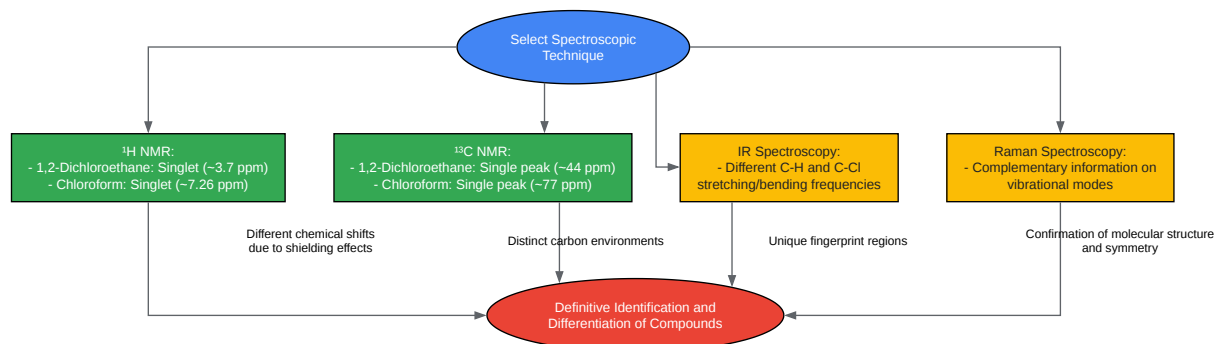 Select Spectroscopic
Technique
¹H NMR:
- 1,2-Dichloroethane: Singlet (~3.7 ppm)
- Chloroform: Singlet (~7.26 ppm)
¹³C NMR:
- 1,2-Dichloroethane: Single peak (~44 ppm)
- Chloroform: Single peak (~77 ppm)
IR Spectroscopy:
- Different C-H and C-Cl
stretching/bending frequencies
Raman Spectroscopy:
- Complementary information on
vibrational modes
Different chemical shifts
due to shielding effects
Distinct carbon environments
Unique fingerprint regions
Confirmation of molecular structure
and symmetry
Definitive Identification and
Differentiation of Compounds